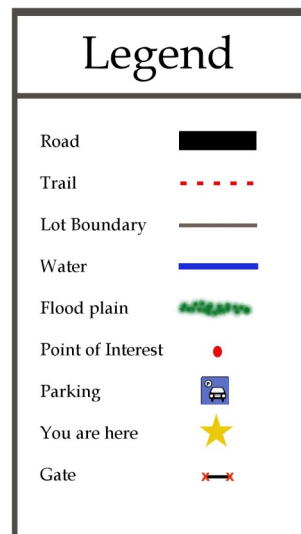 Legend
Road
Trail
Lot Boundary
Water
Flood plain
Point of Interest
Parking
You are here
Gate